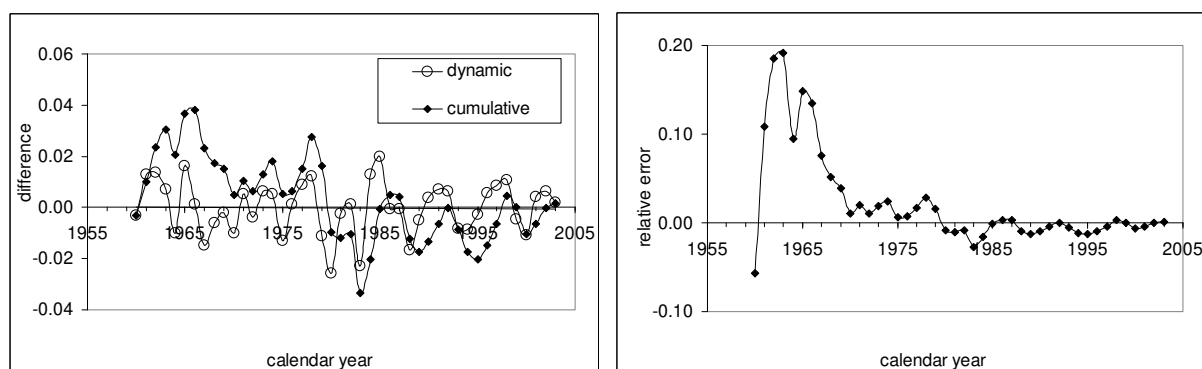 0.06
0.04
0.02
0.00
-0.02
-0.04
1955 1965 1975 1985 1995 2005
difference
calendar year
dynamic
cumulative
0.20
0.10
0.00
-0.10
1955 1965 1975 1985 1995 2005
relative error
calendar year